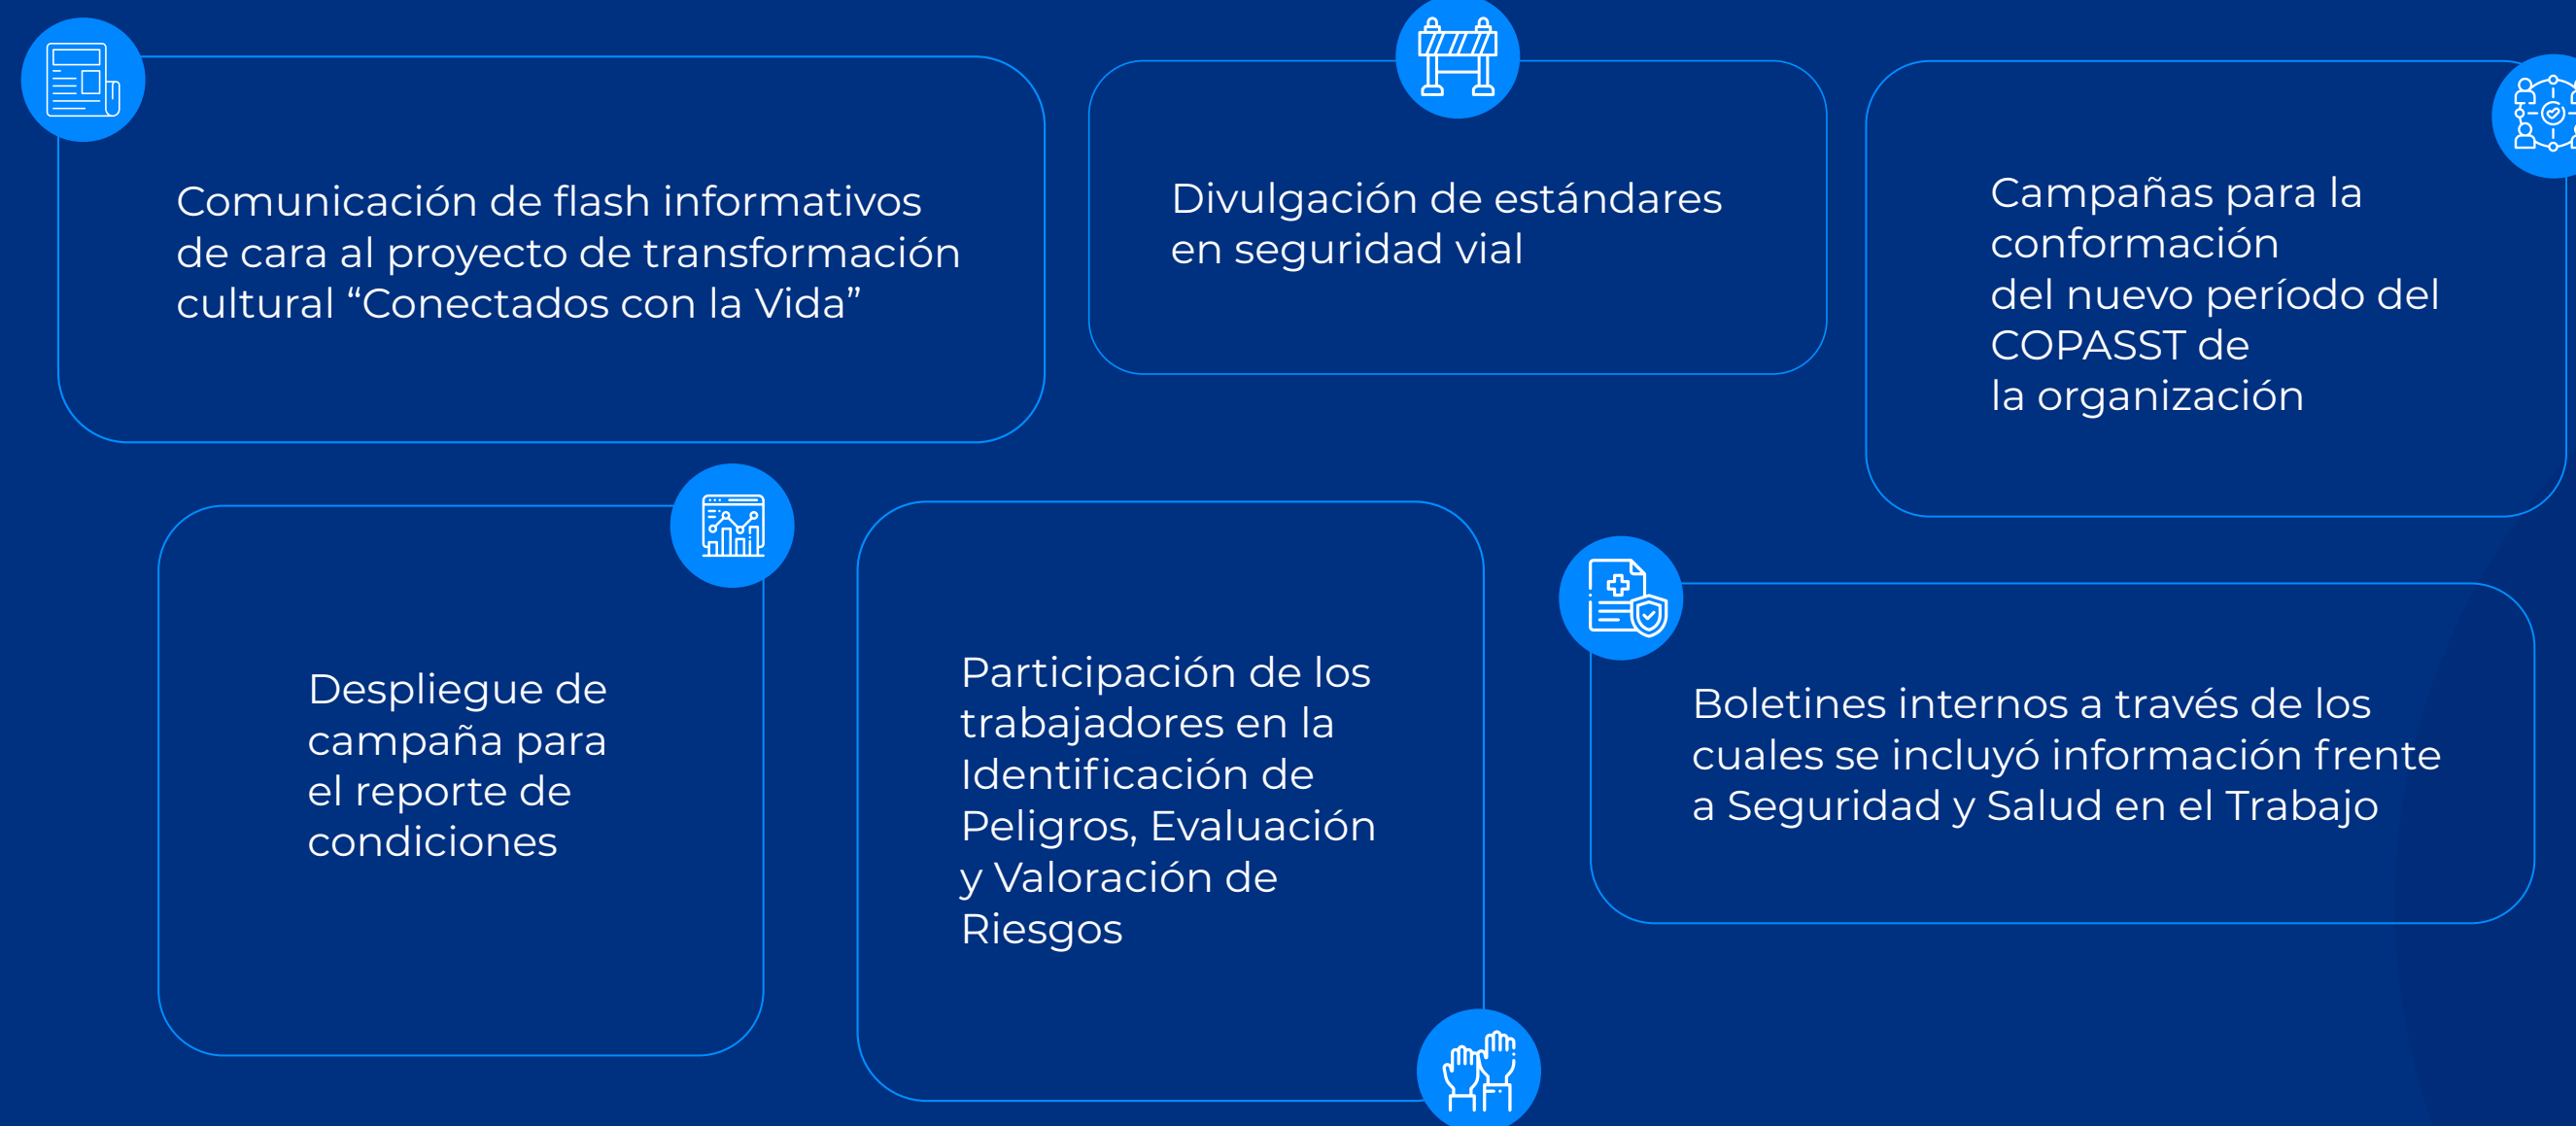 Comunicación de flash informativos
de cara al proyecto de transformación
cultural “Conectados con la Vida”
Divulgación de estándares
en seguridad vial
Campañas para la
conformación
del nuevo período del
COPASST de
la organización
Despliegue de
campaña para
el reporte de
condiciones
Participación de los
trabajadores en la
Identificación de
Peligros, Evaluación
y Valoración de
Riesgos
Boletines internos a través de los
cuales se incluyó información frente
a Seguridad y Salud en el Trabajo